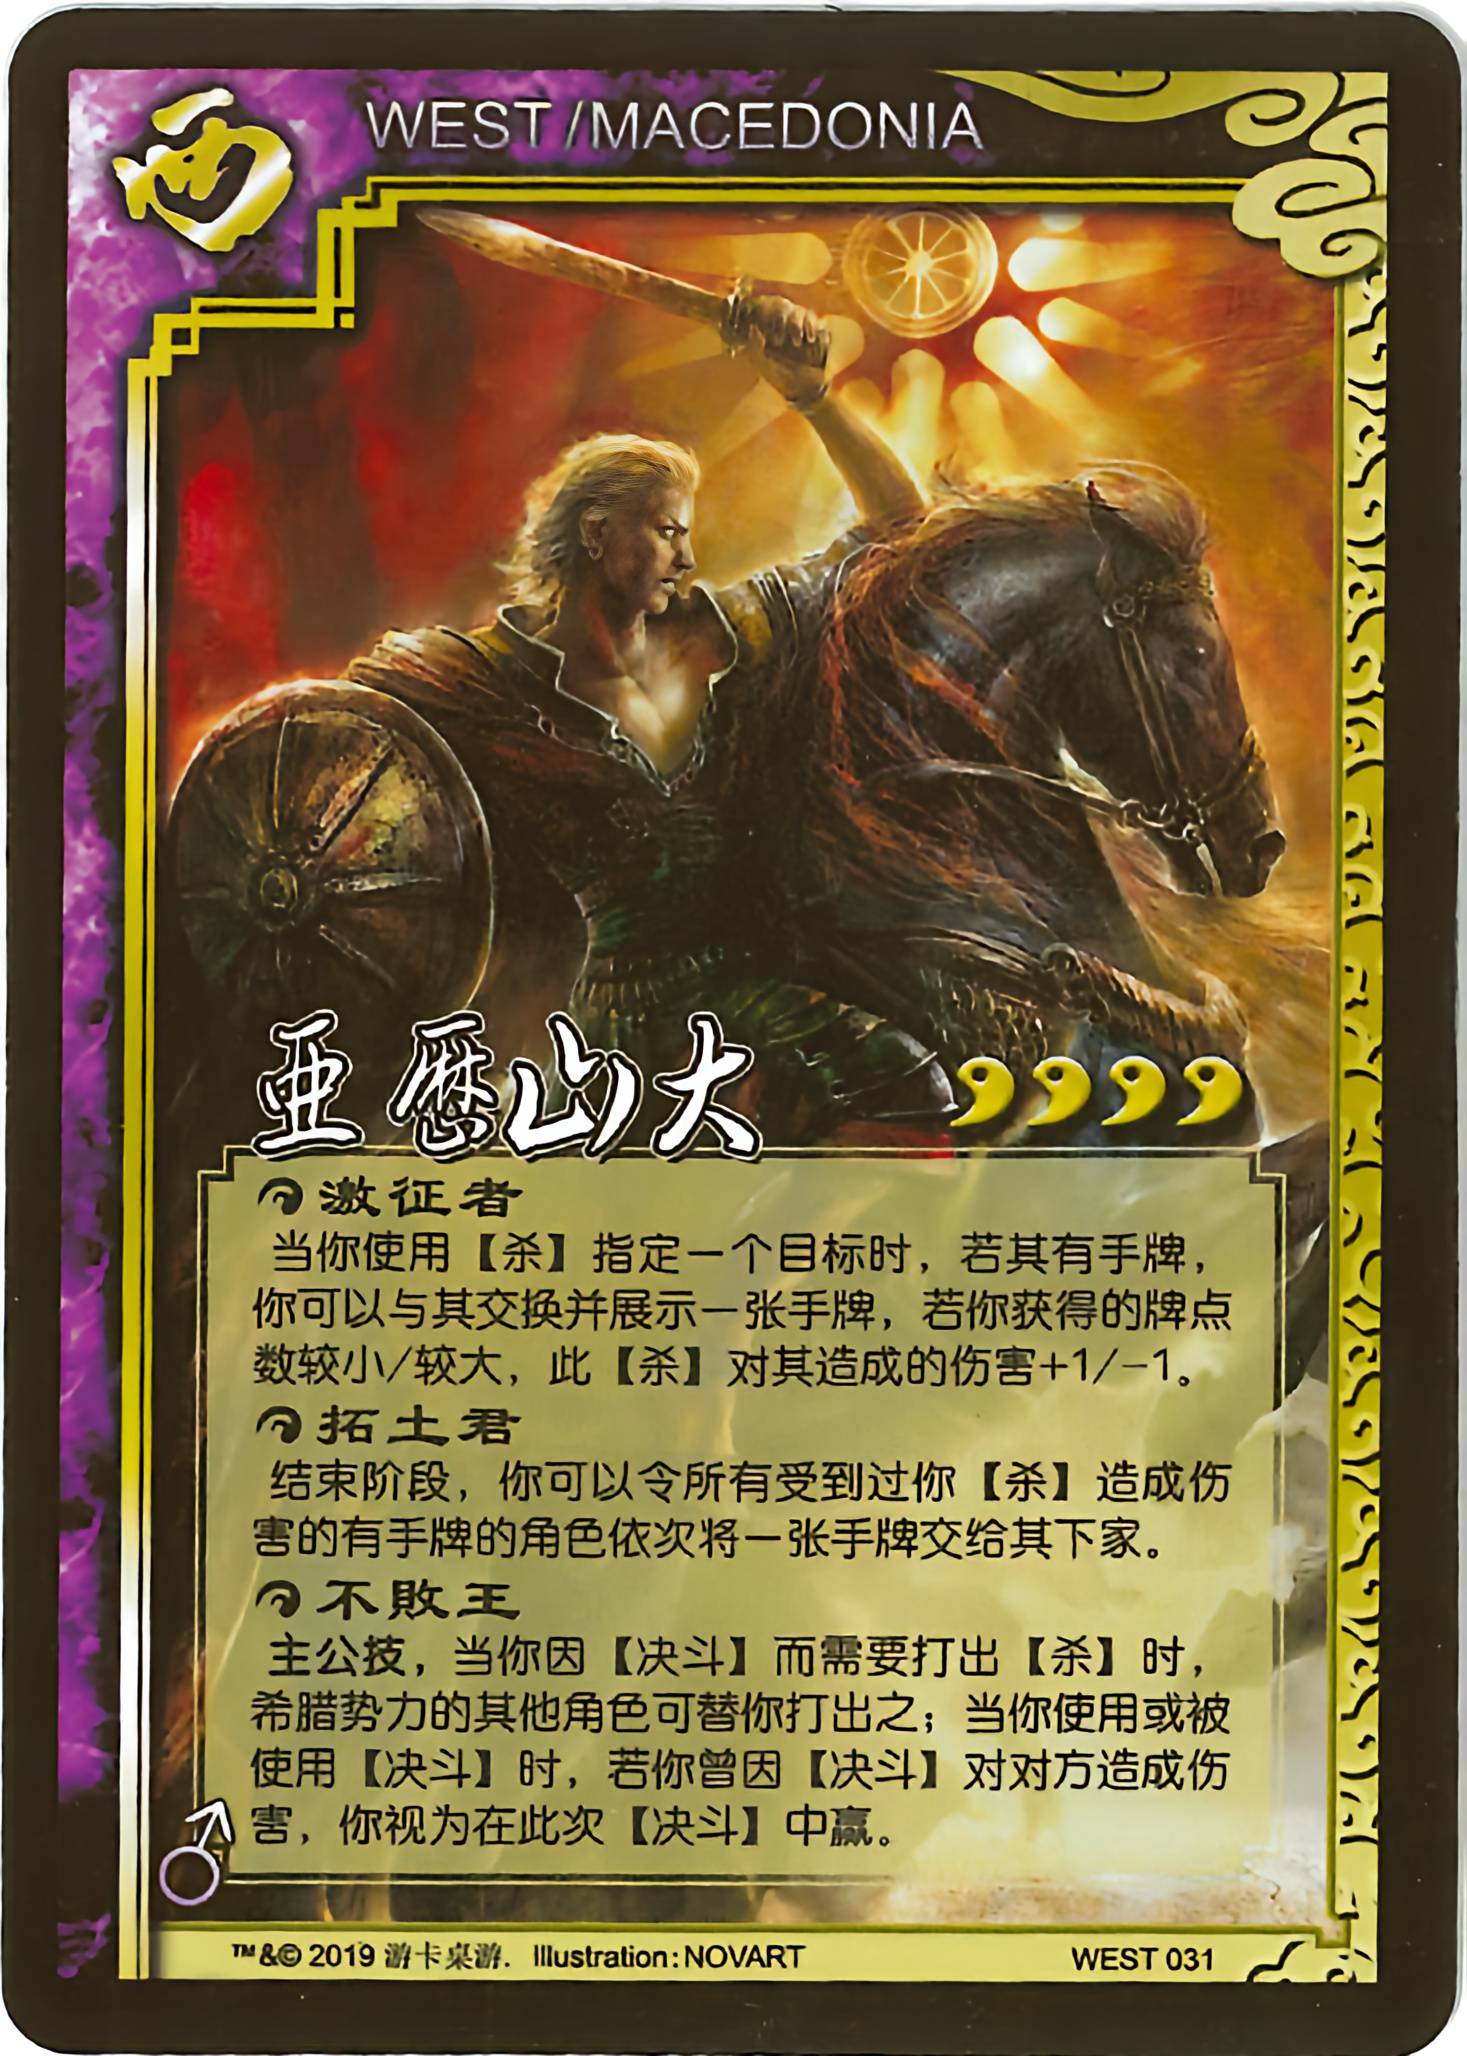 西
WEST /MACEDONIA
亜歷山大
激征者
当你使用【杀】指定一个目标时，若其有手牌，
你可以与其交换并展示一张手牌，若你获得的牌点
数较小/较大，此【杀】对其造成的伤害+1/-1。
拓土君
结束阶段，你可以令所有受到过你【杀】造成伤
害的有手牌的角色依次将一张手牌交给其下家。
不敗王
主公技，当你因【决斗】而需要打出【杀】时，
希腊势力的其他角色可替你打出之；当你使用或被
使用【决斗】时，若你曾因【决斗】对对方造成伤
害，你视为在此次【决斗】中赢。
™&© 2019 游卡桌游. Illustration:NOVART WEST 031